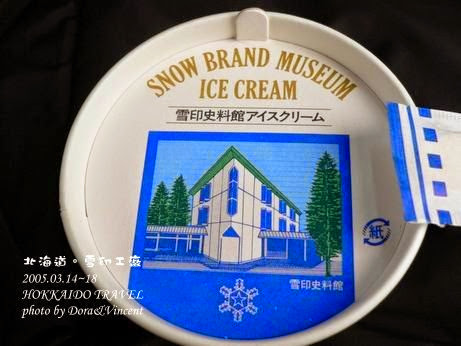 SNOW BRAND MUSEUM
ICE CREAM
雪印史料館アイスクリーム
紙
雪印史料館
北海道。雪印工廠
2005.03.14~18
HOKKAIDO TRAVEL
photo by Dora&Vincent